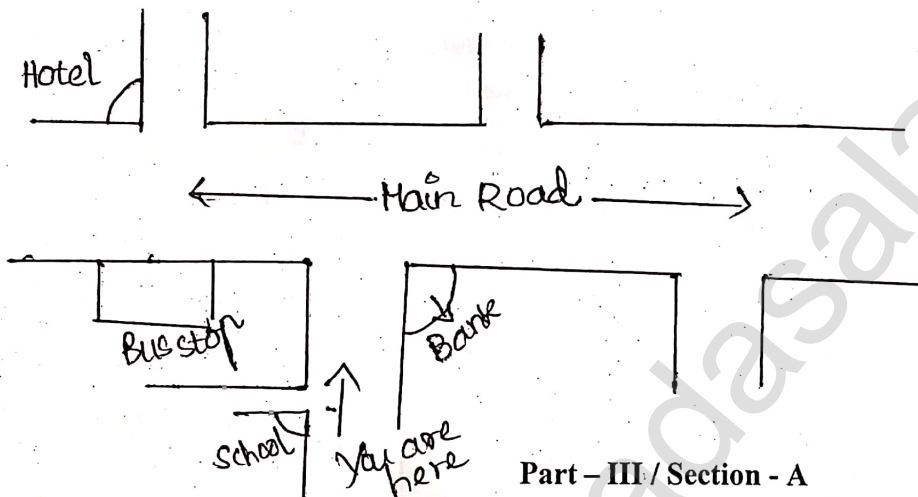 Hotel
Main Road
Bus stop
Bank
School
You are
here
Part – III / Section - A